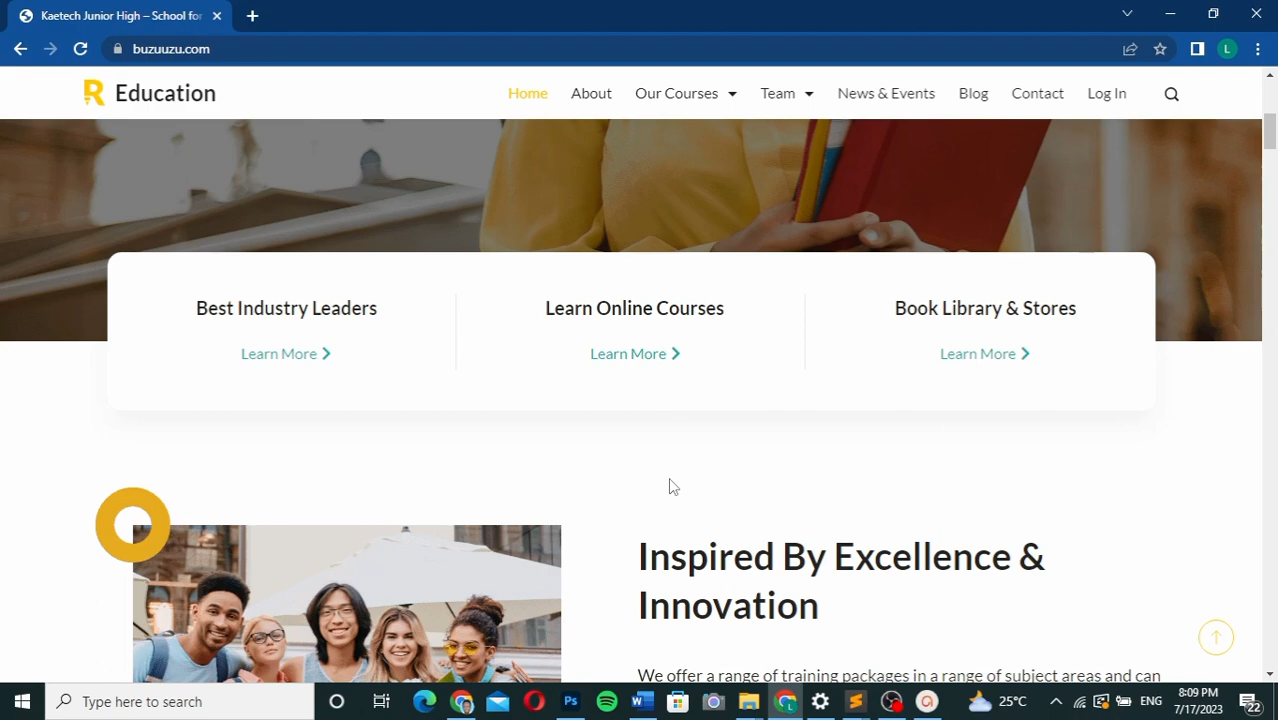 Kaetech Junior High – School for
buzuuzu.com
L
R Education
Home About Our Courses Team News & Events Blog Contact Log In
Best Industry Leaders
Learn More
Learn Online Courses
Learn More
Book Library & Stores
Learn More
Inspired By Excellence &
Innovation
We offer a range of training packages in a range of subject areas and can
Type here to search
Ps
W
25°C
ENG
8:09 PM
7/17/2023
22